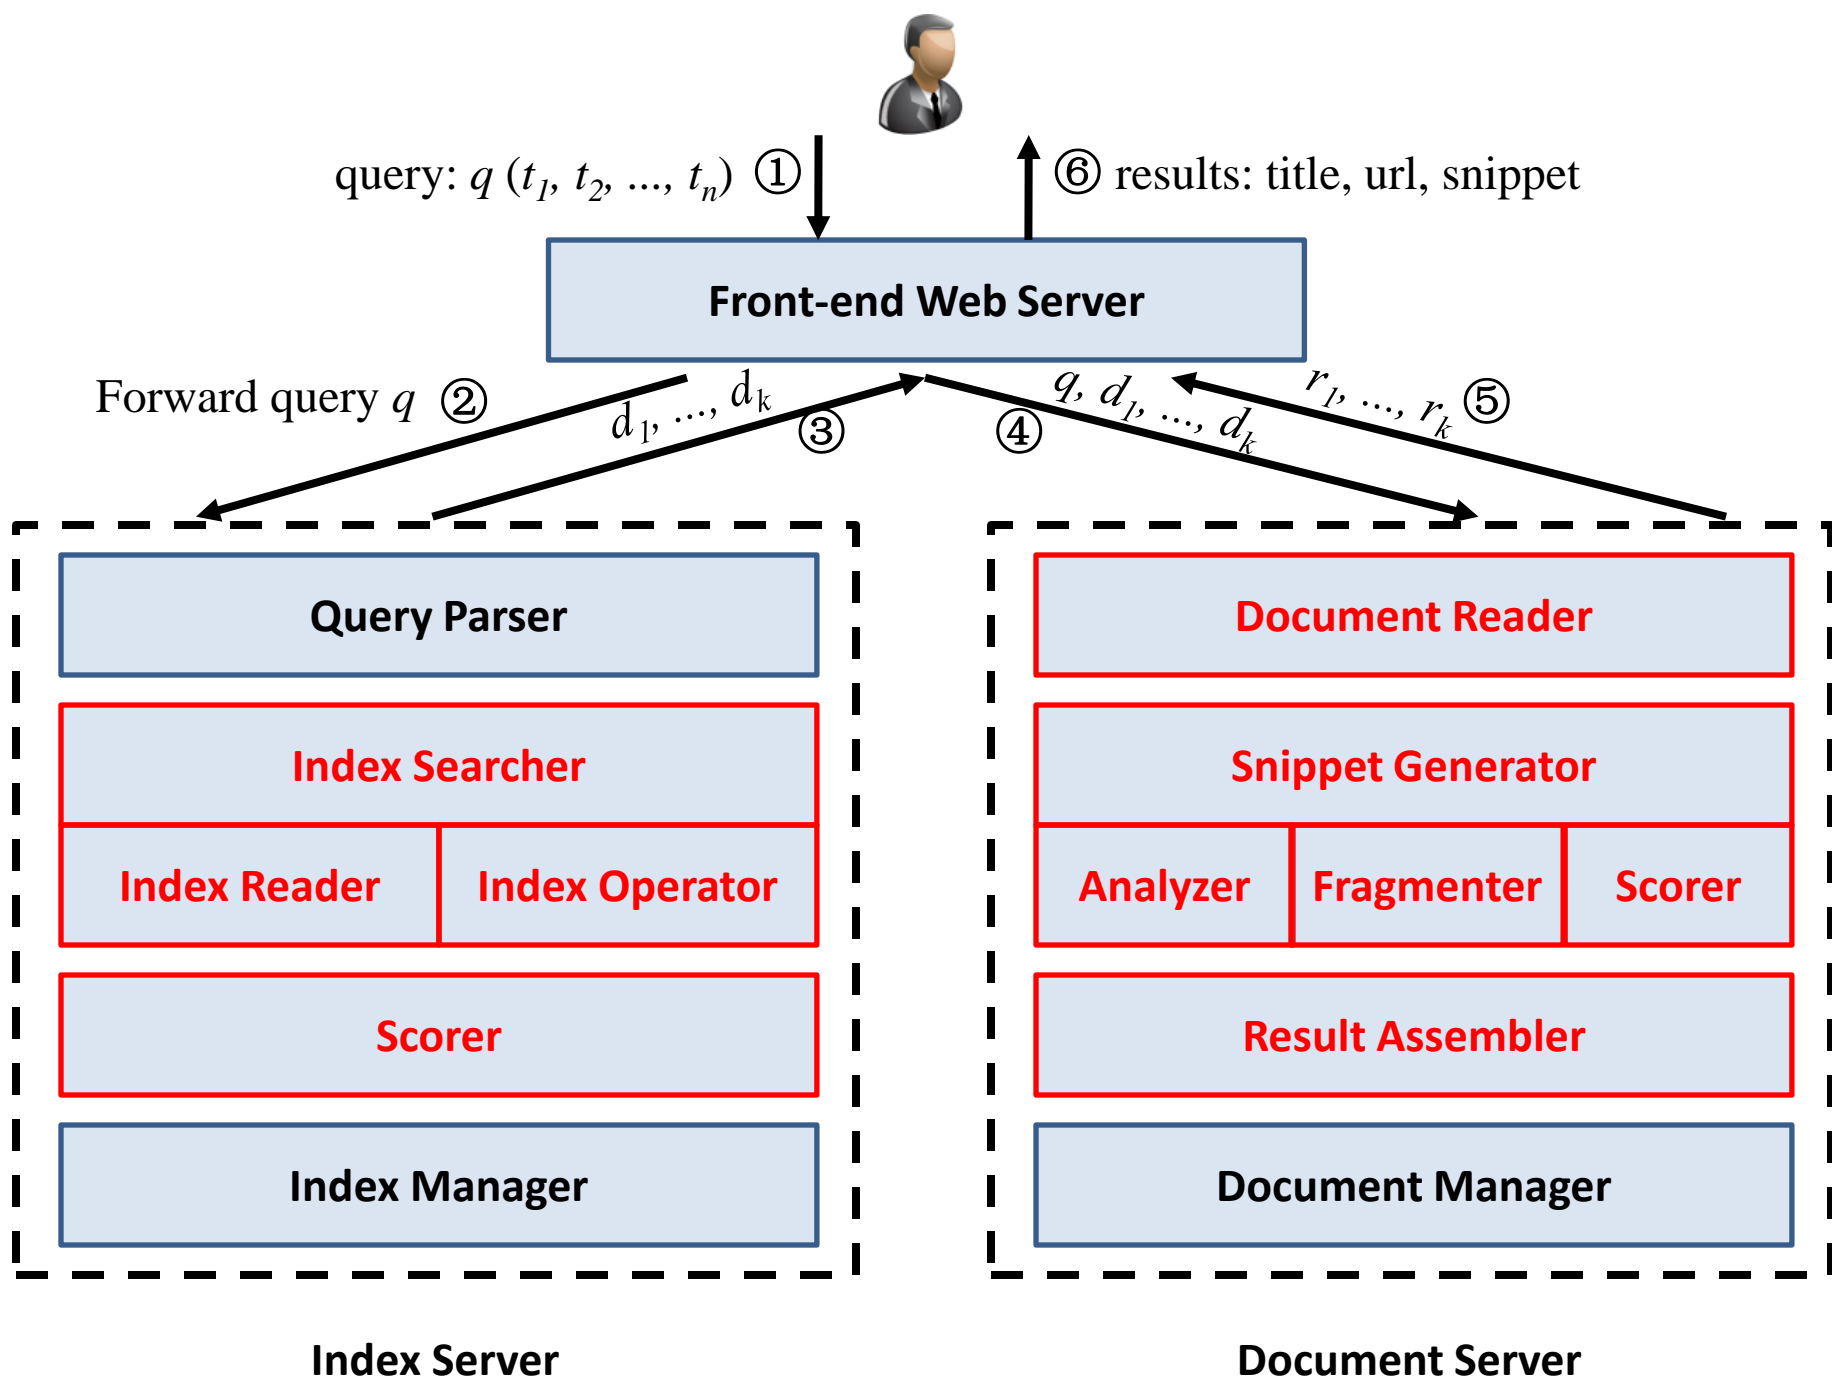 query: q (t1, t2, ..., tn) ①
⑥ results: title, url, snippet
Front-end Web Server
Forward query q ②
d1, ..., dk
③
④
q, d1, ..., dk
r1, ..., rk ⑤
Query Parser
Index Searcher
Index Reader
Index Operator
Scorer
Index Manager
Index Server
Document Reader
Snippet Generator
Analyzer
Fragmenter
Scorer
Result Assembler
Document Manager
Document Server